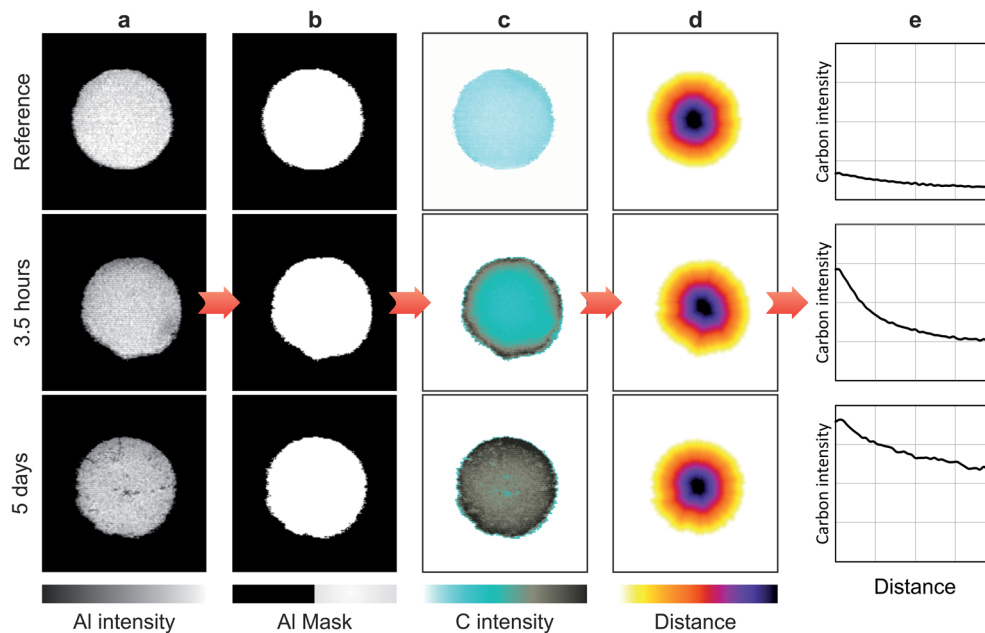 a b c d e
Reference
Carbon intensity
3.5 hours
Carbon intensity
5 days
Carbon intensity
Al intensity Al Mask C intensity Distance Distance